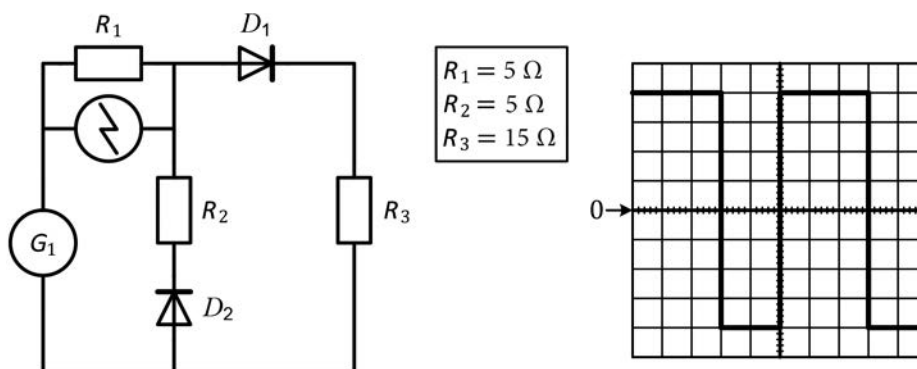 R₁
D₁
R₁ = 5 Ω
R₂ = 5 Ω
R₃ = 15 Ω
0
R₂
R₃
G₁
D₂